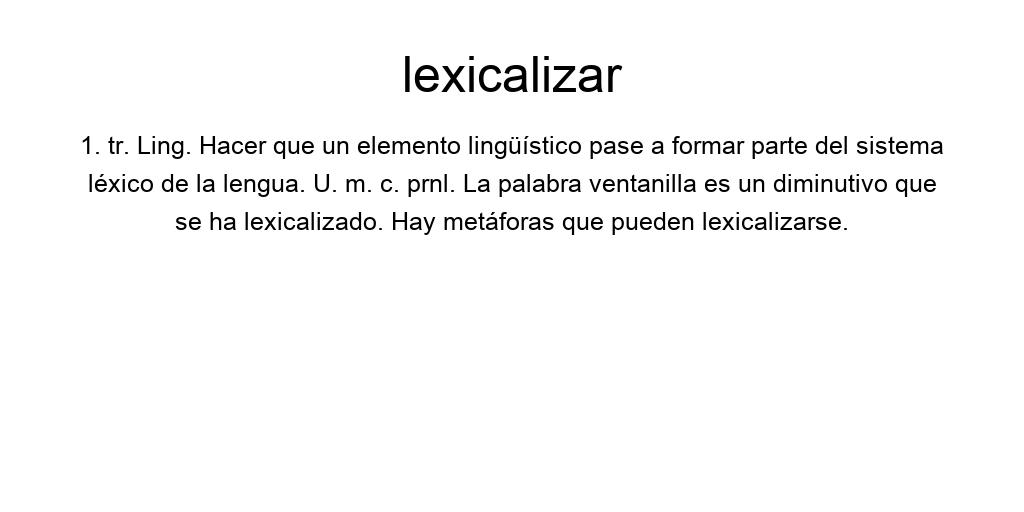 lexicalizar
1. tr. Ling. Hacer que un elemento lingüístico pase a formar parte del sistema
léxico de la lengua. U. m. c. prnl. La palabra ventanilla es un diminutivo que
se ha lexicalizado. Hay metáforas que pueden lexicalizarse.